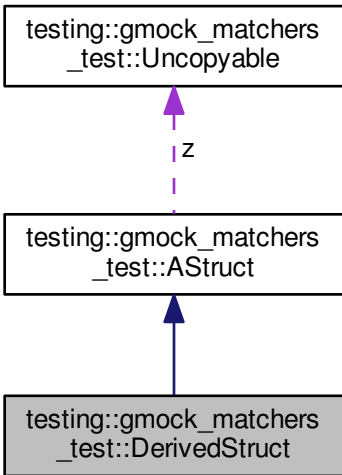 testing::gmock_matchers
_test::Uncopyable
z
testing::gmock_matchers
_test::AStruct
testing::gmock_matchers
_test::DerivedStruct